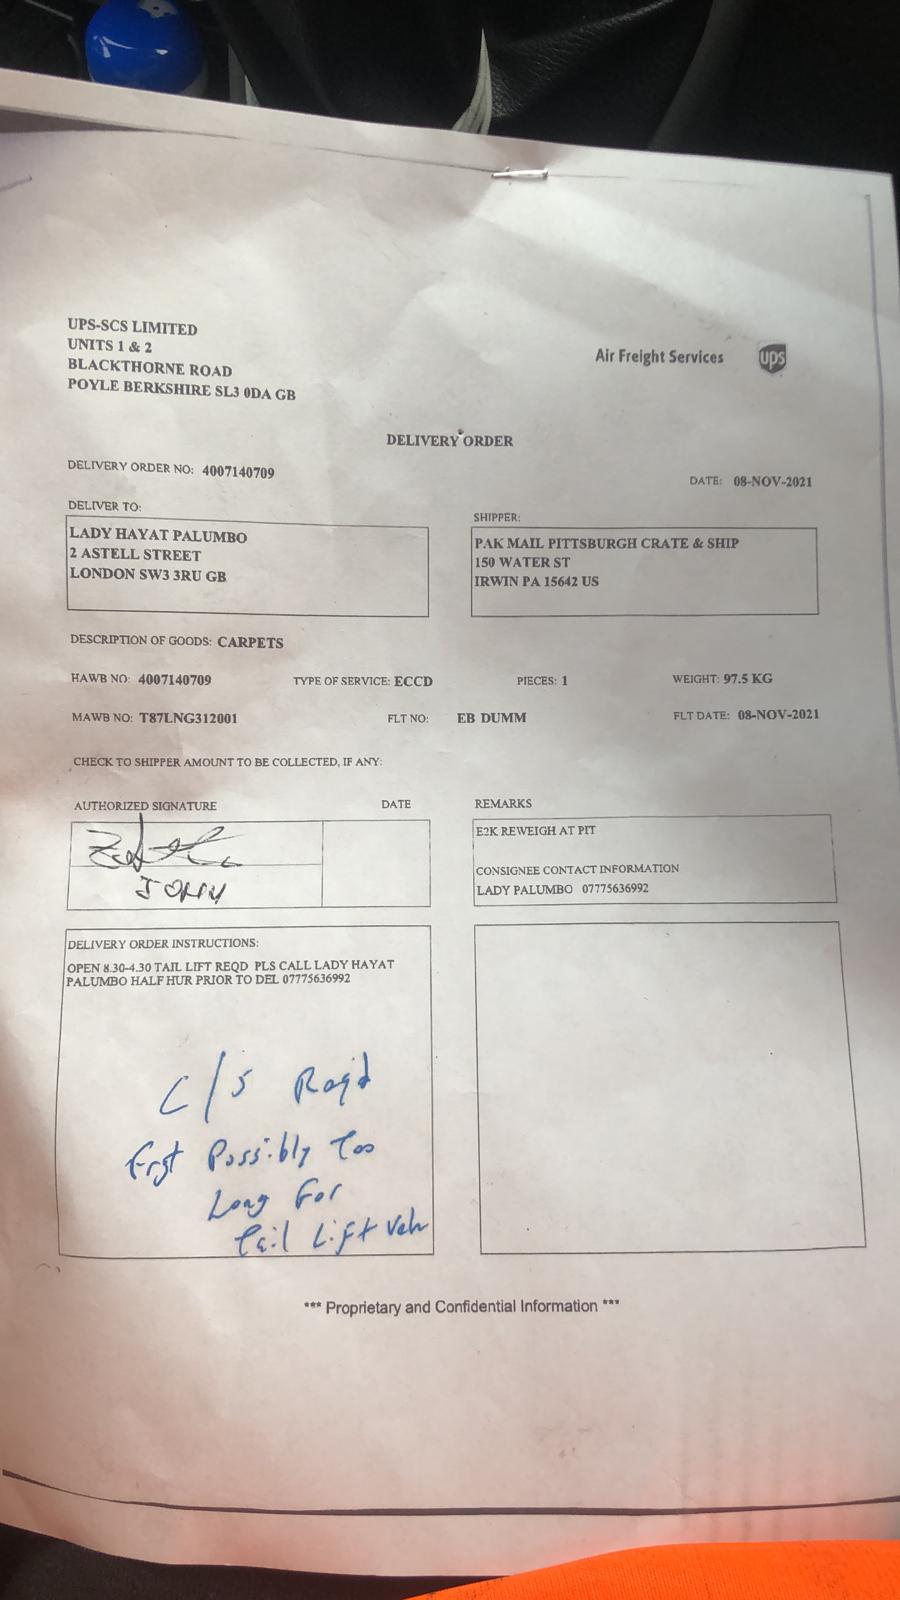 UPS-SCS LIMITED
UNITS 1 & 2
BLACKTHORNE ROAD
POYLE BERKSHIRE SL3 0DA GB
Air Freight Services
ups
DELIVERY ORDER
DELIVERY ORDER NO: 4007140709
DATE: 08-NOV-2021
DELIVER TO:
LADY HAYAT PALUMBO
2 ASTELL STREET
LONDON SW3 3RU GB
SHIPPER:
PAK MAIL PITTSBURGH CRATE & SHIP
150 WATER ST
IRWIN PA 15642 US
DESCRIPTION OF GOODS: CARPETS
HAWB NO: 4007140709 TYPE OF SERVICE: ECCD PIECES: 1 WEIGHT: 97.5 KG
MAWB NO: T87LNG312001 FLT NO: EB DUMM FLT DATE: 08-NOV-2021
CHECK TO SHIPPER AMOUNT TO BE COLLECTED, IF ANY:
AUTHORIZED SIGNATURE DATE
REMARKS
E2K REWEIGH AT PIT
CONSIGNEE CONTACT INFORMATION
LADY PALUMBO 07775636992
DELIVERY ORDER INSTRUCTIONS:
OPEN 8.30-4.30 TAIL LIFT REQD PLS CALL LADY HAYAT
PALUMBO HALF HUR PRIOR TO DEL 07775636992
C/S Reqd
Frgt Possibly Too
Long For
Tail Lift Veh
*** Proprietary and Confidential Information ***